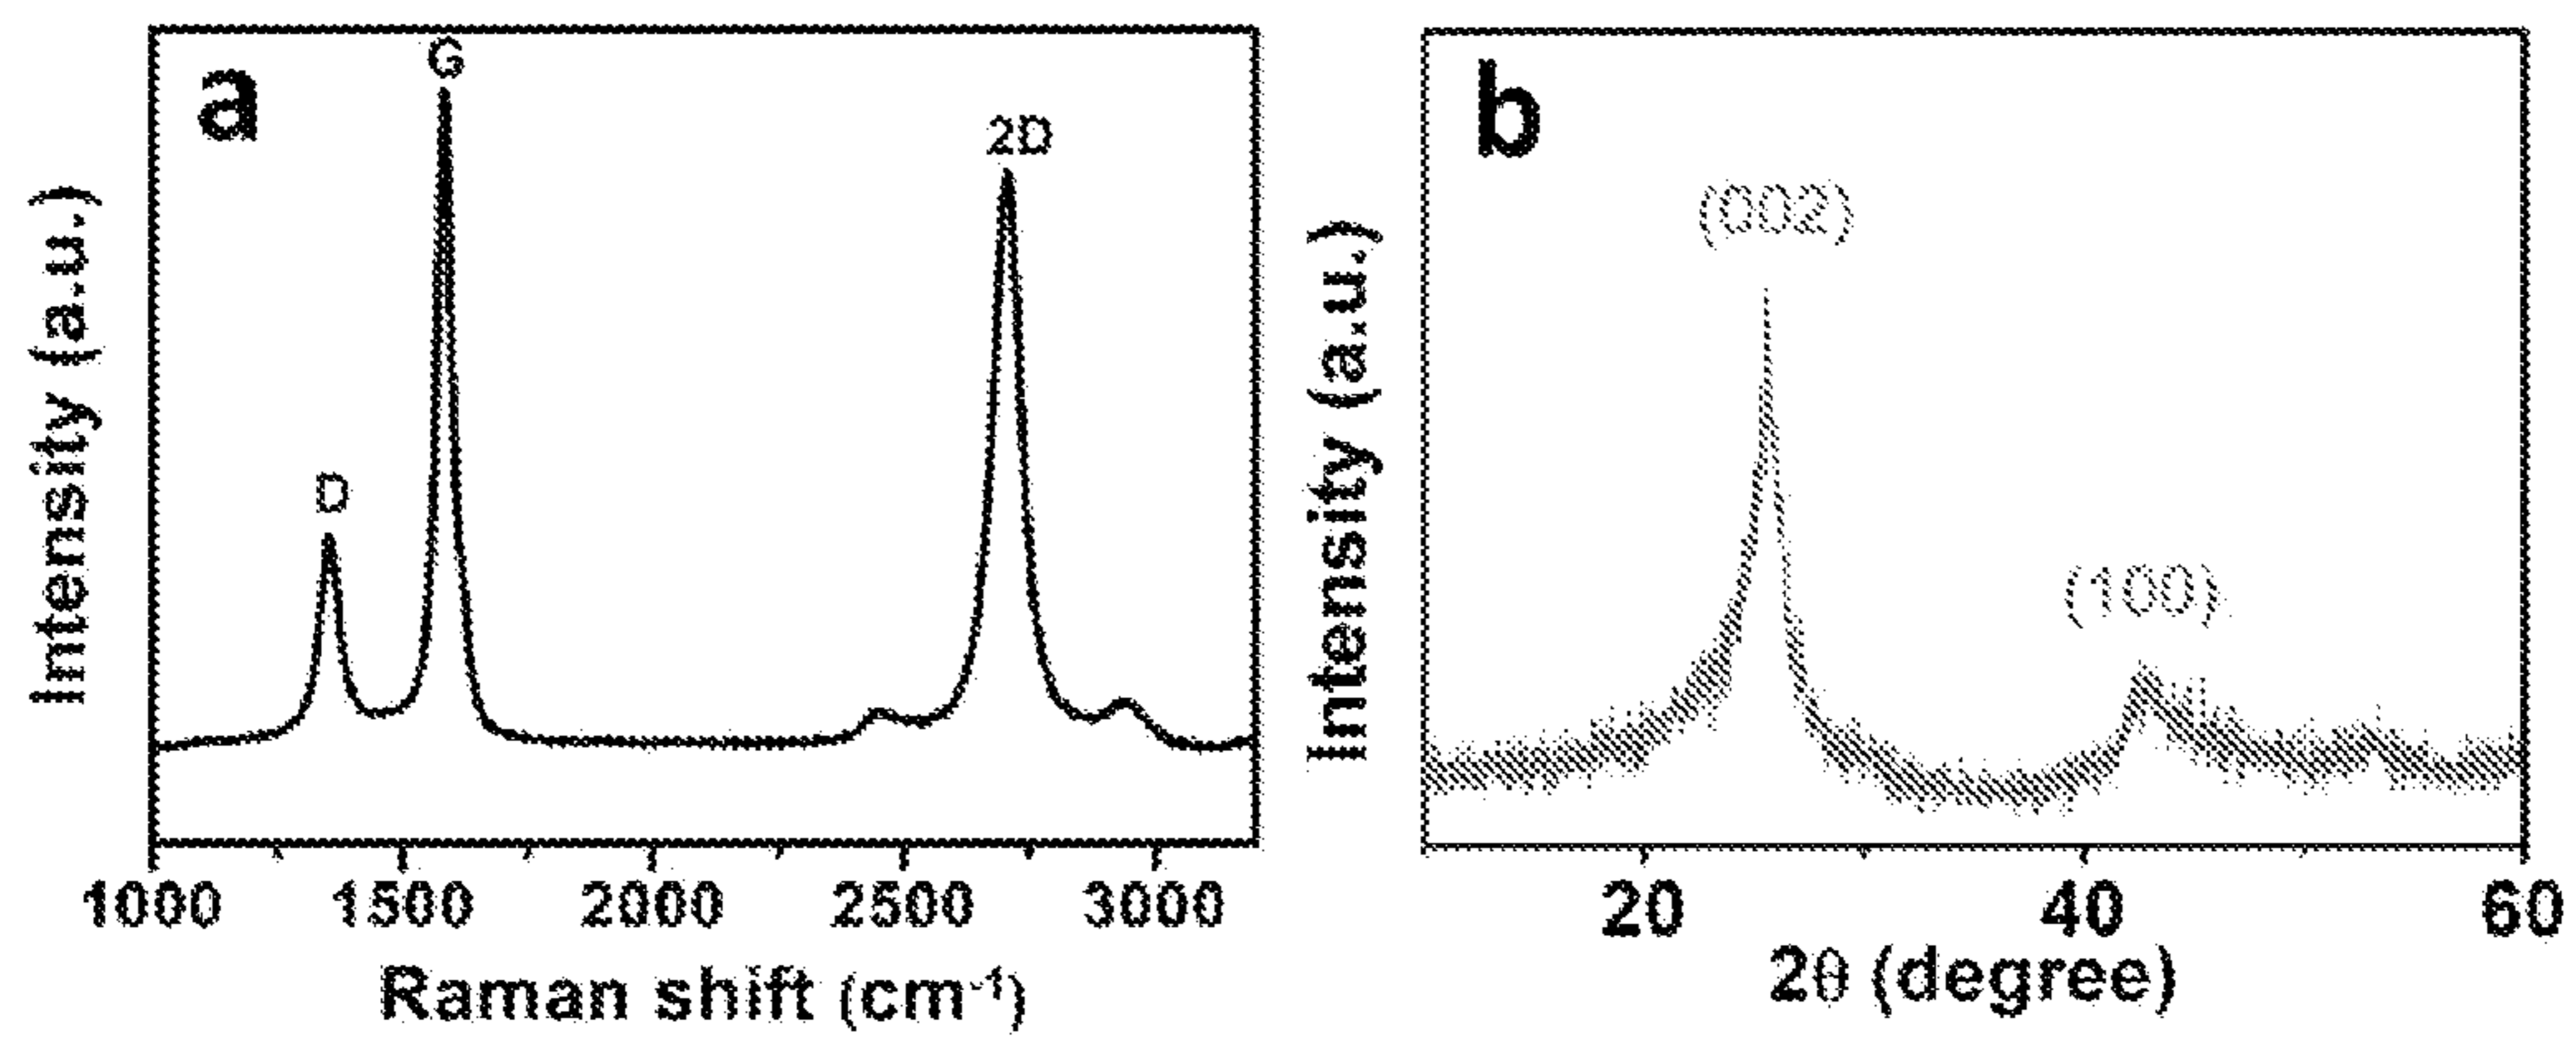 a
G
2D
D
Intensity (a.u.)
1000 1500 2000 2500 3000
Raman shift (cm-1)
b
(002)
(100)
Intensity (a.u.)
20 40 60
2θ (degree)